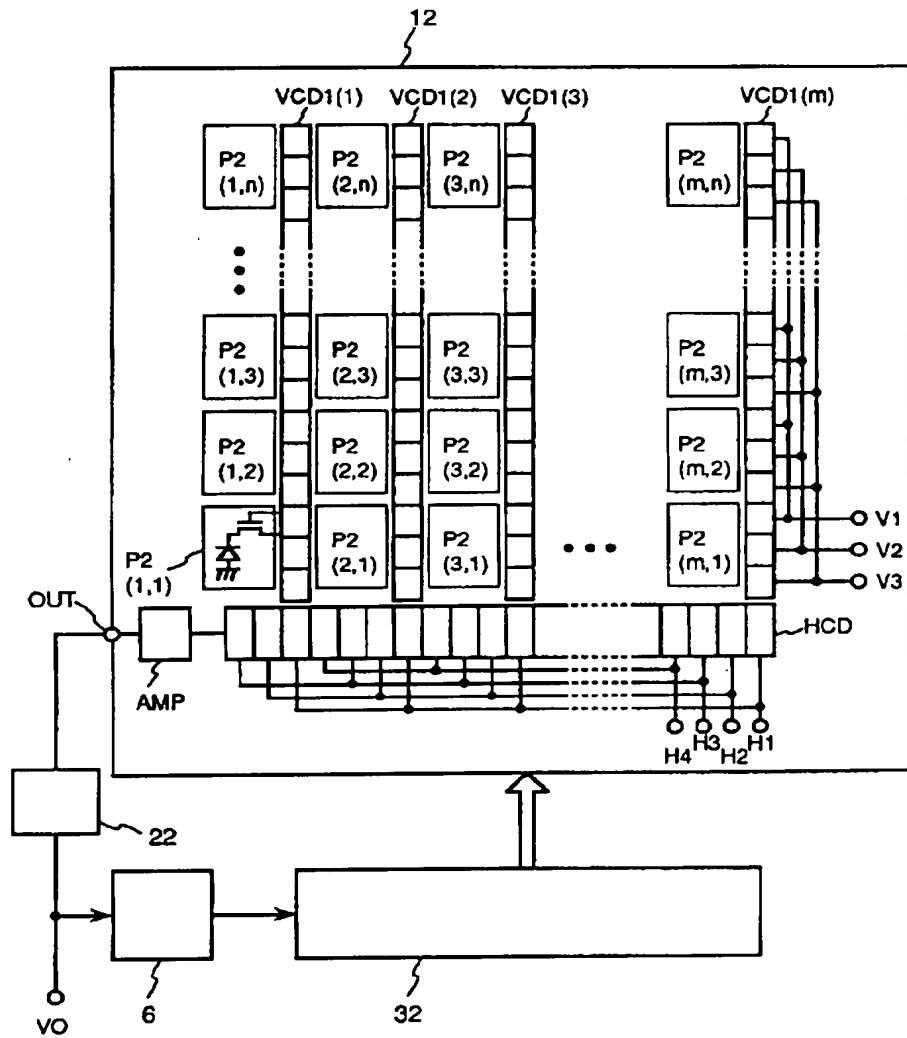 12
VCD1(1)
VCD1(2)
VCD1(3)
VCD1(m)
P2
(1,n)
P2
(2,n)
P2
(3,n)
P2
(m,n)
P2
(1,3)
P2
(2,3)
P2
(3,3)
P2
(m,3)
P2
(1,2)
P2
(2,2)
P2
(3,2)
P2
(m,2)
P2
(1,1)
P2
(2,1)
P2
(3,1)
P2
(m,1)
V1
V2
V3
OUT
AMP
HCD
H4
H3
H2
H1
22
6
32
VO